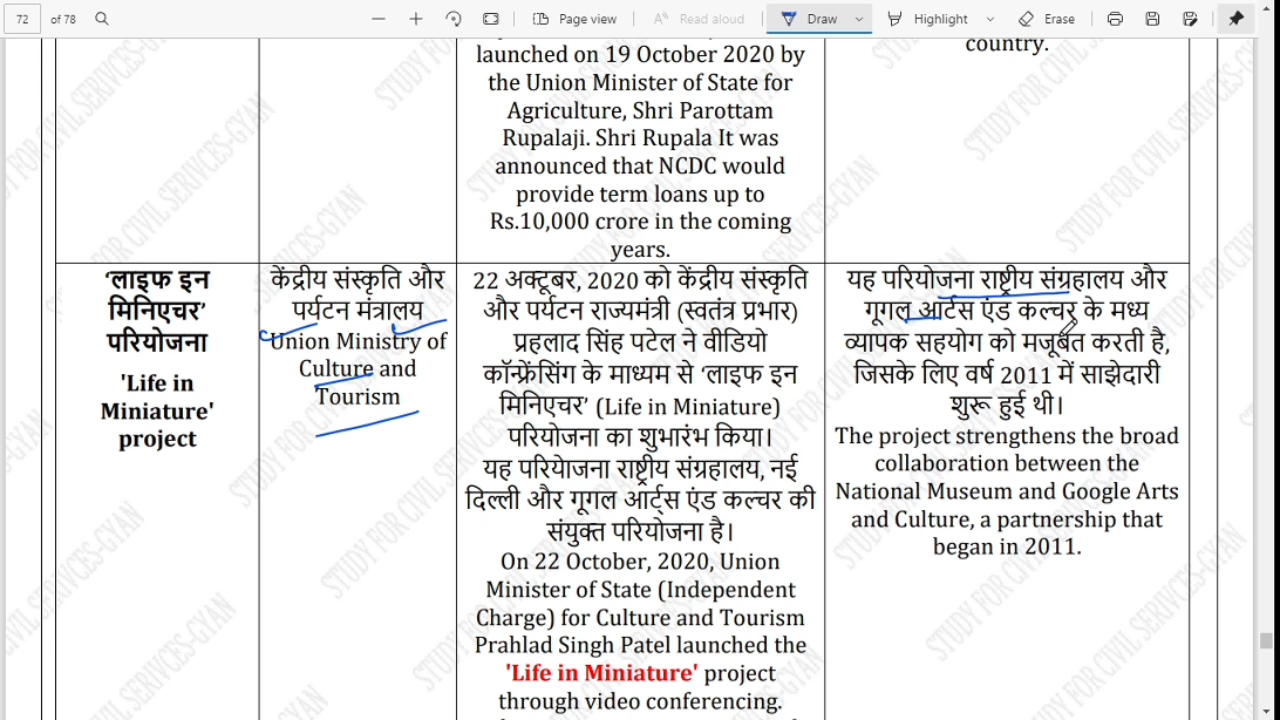 72 of 78
Page view
Read aloud
Draw
Highlight
Erase
launched on 19 October 2020 by
the Union Minister of State for
Agriculture, Shri Parottam
Rupalaji. Shri Rupala It was
announced that NCDC would
provide term loans up to
Rs.10,000 crore in the coming
years.
country.
‘लाइफ इन
मिनिएचर’
परियोजना
'Life in
Miniature'
project
केंद्रीय संस्कृति और
पर्यटन मंत्रालय
Union Ministry of
Culture and
Tourism
22 अक्टूबर, 2020 को केंद्रीय संस्कृति
और पर्यटन राज्यमंत्री (स्वतंत्र प्रभार)
प्रहलाद सिंह पटेल ने वीडियो
कॉन्फ्रेंसिंग के माध्यम से ‘लाइफ इन
मिनिएचर’ (Life in Miniature)
परियोजना का शुभारंभ किया।
यह परियोजना राष्ट्रीय संग्रहालय, नई
दिल्ली और गूगल आर्ट्स एंड कल्चर की
संयुक्त परियोजना है।
On 22 October, 2020, Union
Minister of State (Independent
Charge) for Culture and Tourism
Prahlad Singh Patel launched the
'Life in Miniature' project
through video conferencing.
यह परियोजना राष्ट्रीय संग्रहालय और
गूगल आर्टस एंड कल्चर के मध्य
व्यापक सहयोग को मजूबत करती है,
जिसके लिए वर्ष 2011 में साझेदारी
शुरू हुई थी।
The project strengthens the broad
collaboration between the
National Museum and Google Arts
and Culture, a partnership that
began in 2011.
STUDY FOR CIVIL SERIVCES-GYAN